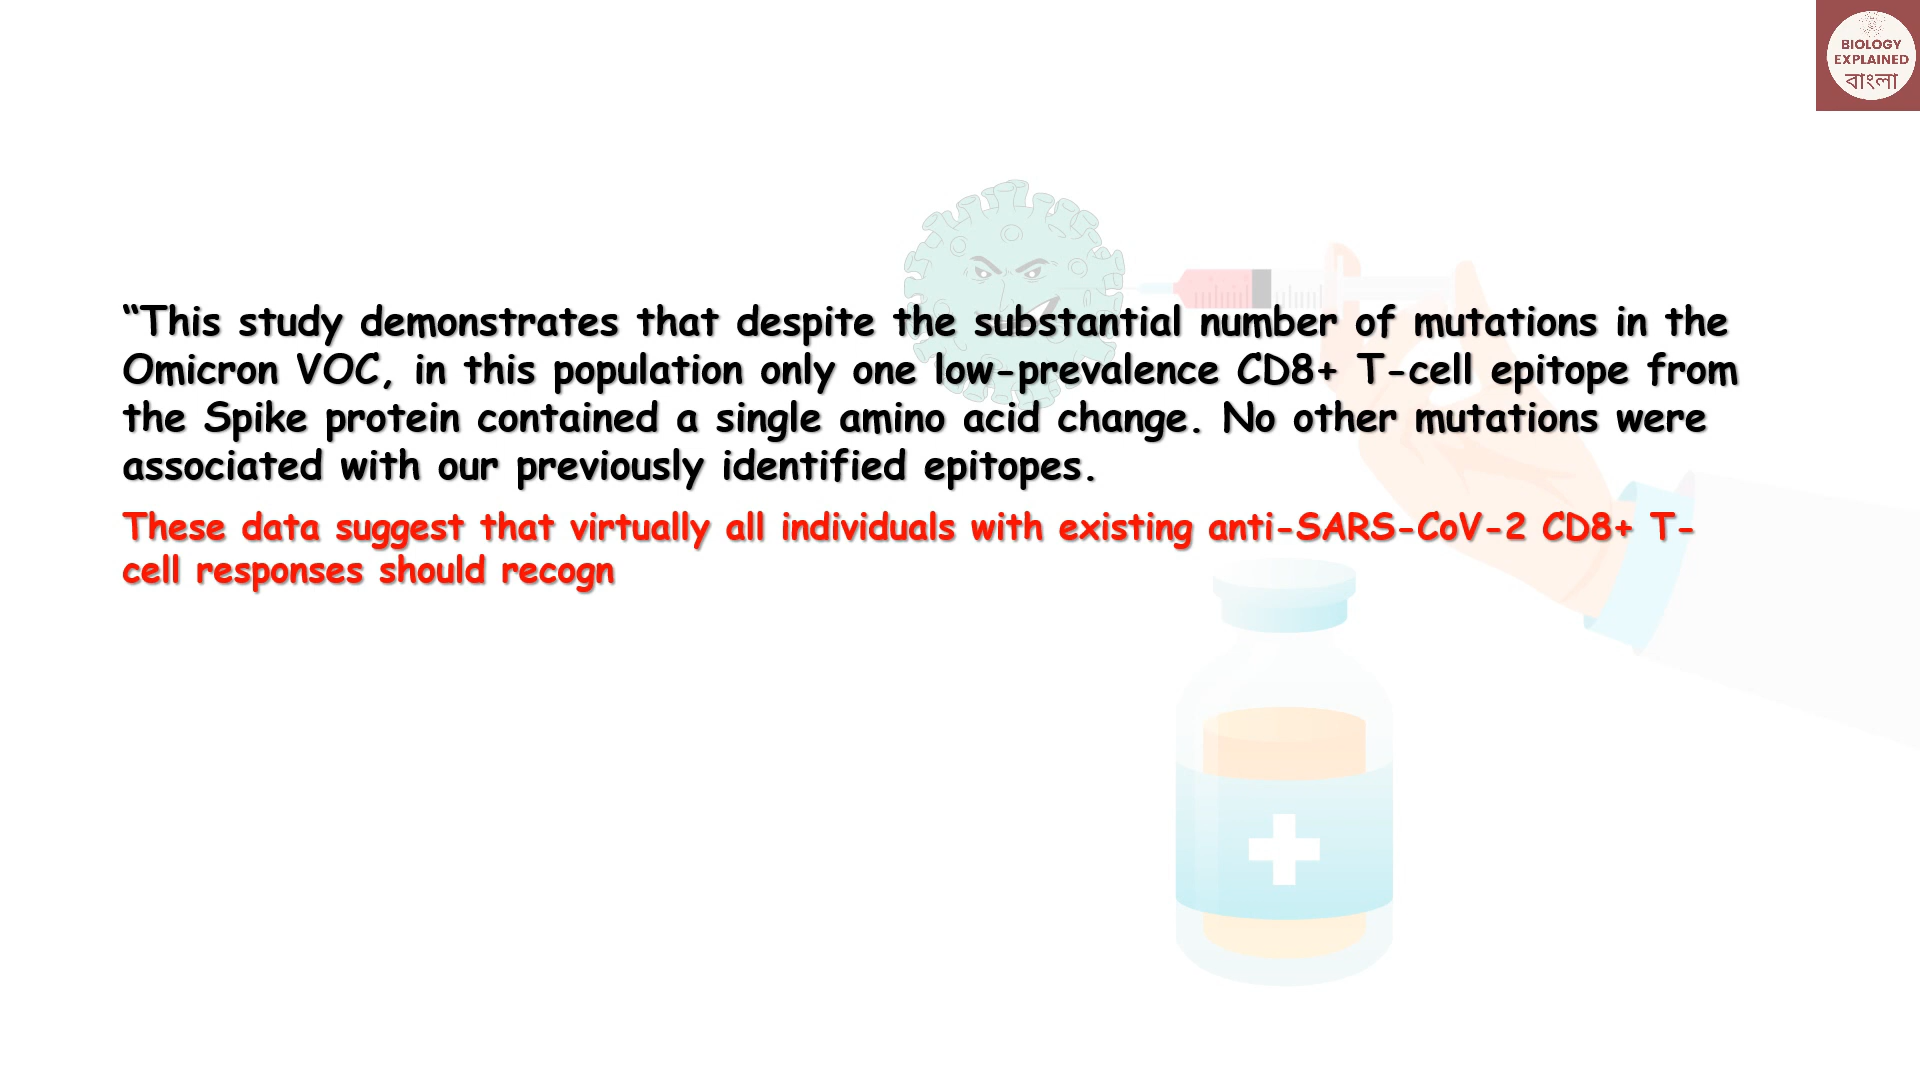 BIOLOGY
EXPLAINED
বাংলা
“This study demonstrates that despite the substantial number of mutations in the
Omicron VOC, in this population only one low-prevalence CD8+ T-cell epitope from
the Spike protein contained a single amino acid change. No other mutations were
associated with our previously identified epitopes.
These data suggest that virtually all individuals with existing anti-SARS-CoV-2 CD8+ T-
cell responses should recogn